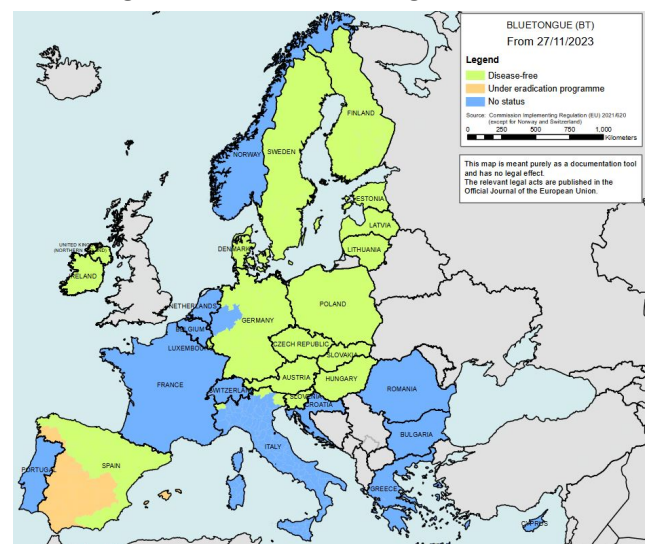 BLUETONGUE (BT)
From 27/11/2023
Legend
Disease-free
Under eradication programme
No status
Source: Commission Implementing Regulation (EU) 2021/620
(except for Norway and Switzerland)
0 250 500 750 1,000
Kilometers
This map is meant purely as a documentation tool
and has no legal effect.
The relevant legal acts are published in the
Official Journal of the European Union.
FINLAND
NORWAY
SWEDEN
ESTONIA
LATVIA
LITHUANIA
DENMARK
UNITED
(NORTHERN
IRELAND
NETHERLANDS
BELGIUM
GERMANY
POLAND
CZECH REPUBLIC
SLOVAKIA
AUSTRIA
HUNGARY
FRANCE
SLOVENIA
CROATIA
ROMANIA
BULGARIA
ITALY
SPAIN
GREECE
CYPRUS